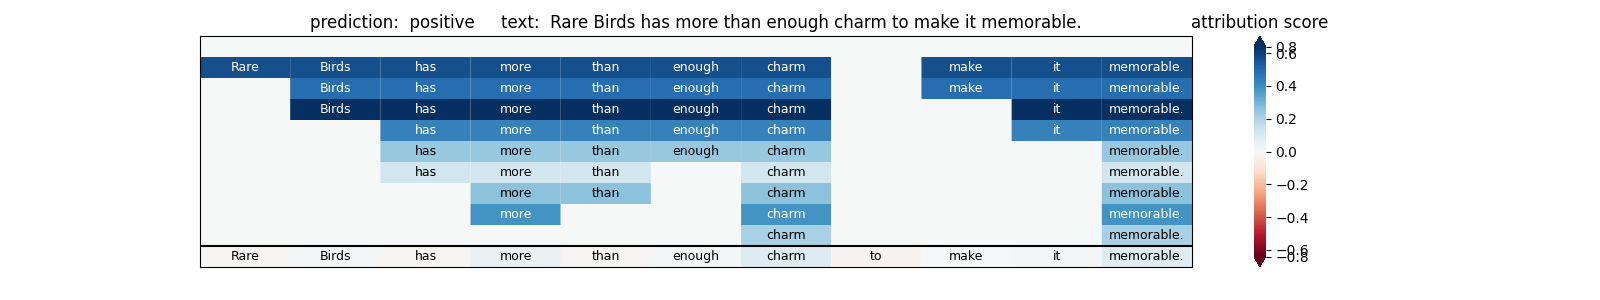 prediction:  positive     text:  Rare Birds has more than enough charm to make it memorable.
attribution score
Rare Birds has more than enough charm make it memorable.
Birds has more than enough charm make it memorable.
Birds has more than enough charm it memorable.
has more than enough charm it memorable.
has more than enough charm memorable.
has more than charm memorable.
more than charm memorable.
more charm memorable.
charm memorable.
Rare Birds has more than enough charm to make it memorable.
0.8
0.6
0.4
0.2
0.0
−0.2
−0.4
−0.6
−0.8